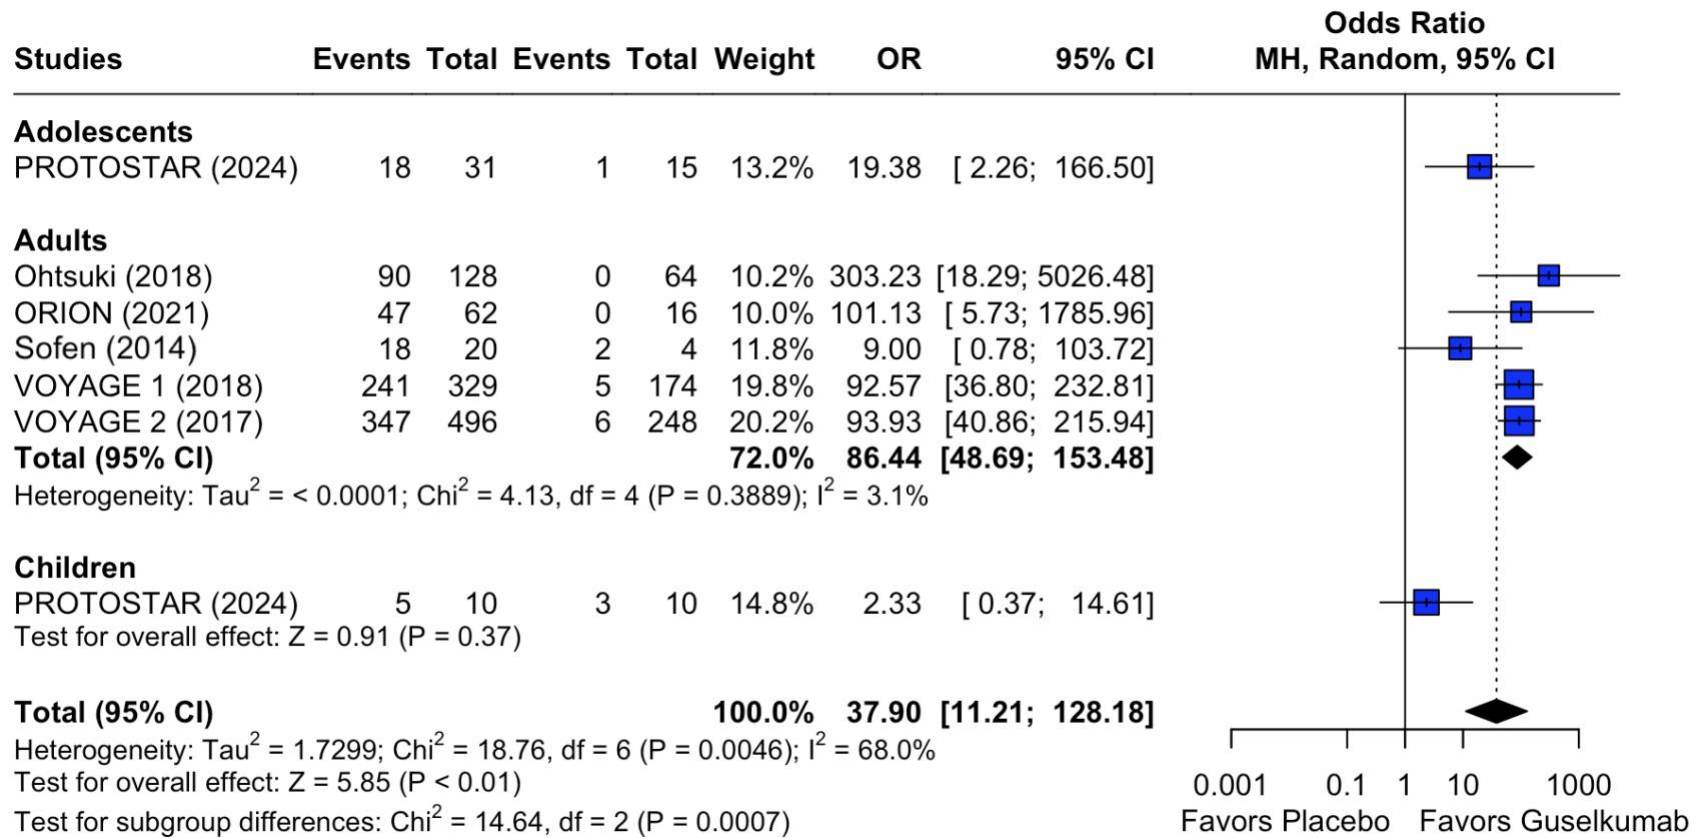 Odds Ratio
Studies Events Total Events Total Weight OR 95% CI MH, Random, 95% CI
Adolescents
PROTOSTAR (2024) 18 31 1 15 13.2% 19.38 [ 2.26; 166.50]
Adults
Ohtsuki (2018) 90 128 0 64 10.2% 303.23 [18.29; 5026.48]
ORION (2021) 47 62 0 16 10.0% 101.13 [ 5.73; 1785.96]
Sofen (2014) 18 20 2 4 11.8% 9.00 [ 0.78; 103.72]
VOYAGE 1 (2018) 241 329 5 174 19.8% 92.57 [36.80; 232.81]
VOYAGE 2 (2017) 347 496 6 248 20.2% 93.93 [40.86; 215.94]
Total (95% CI) 72.0% 86.44 [48.69; 153.48]
Heterogeneity: Tau² = < 0.0001; Chi² = 4.13, df = 4 (P = 0.3889); I² = 3.1%
Children
PROTOSTAR (2024) 5 10 3 10 14.8% 2.33 [ 0.37; 14.61]
Test for overall effect: Z = 0.91 (P = 0.37)
Total (95% CI) 100.0% 37.90 [11.21; 128.18]
Heterogeneity: Tau² = 1.7299; Chi² = 18.76, df = 6 (P = 0.0046); I² = 68.0%
Test for overall effect: Z = 5.85 (P < 0.01)
0.001 0.1 1 10 1000
Test for subgroup differences: Chi² = 14.64, df = 2 (P = 0.0007)
Favors Placebo Favors Guselkumab